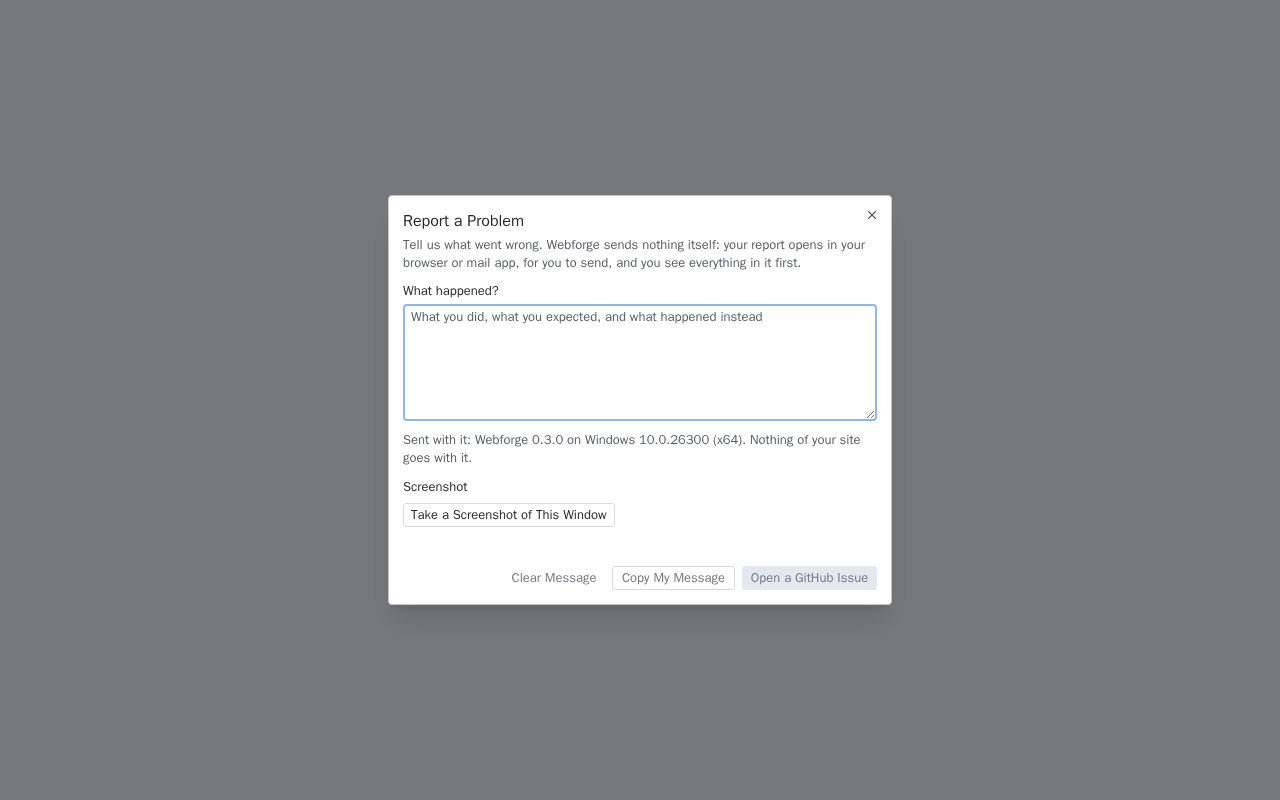 Report a Problem
Tell us what went wrong. Webforge sends nothing itself: your report opens in your
browser or mail app, for you to send, and you see everything in it first.
What happened?
What you did, what you expected, and what happened instead
Sent with it: Webforge 0.3.0 on Windows 10.0.26300 (x64). Nothing of your site
goes with it.
Screenshot
Take a Screenshot of This Window
Clear Message
Copy My Message
Open a GitHub Issue